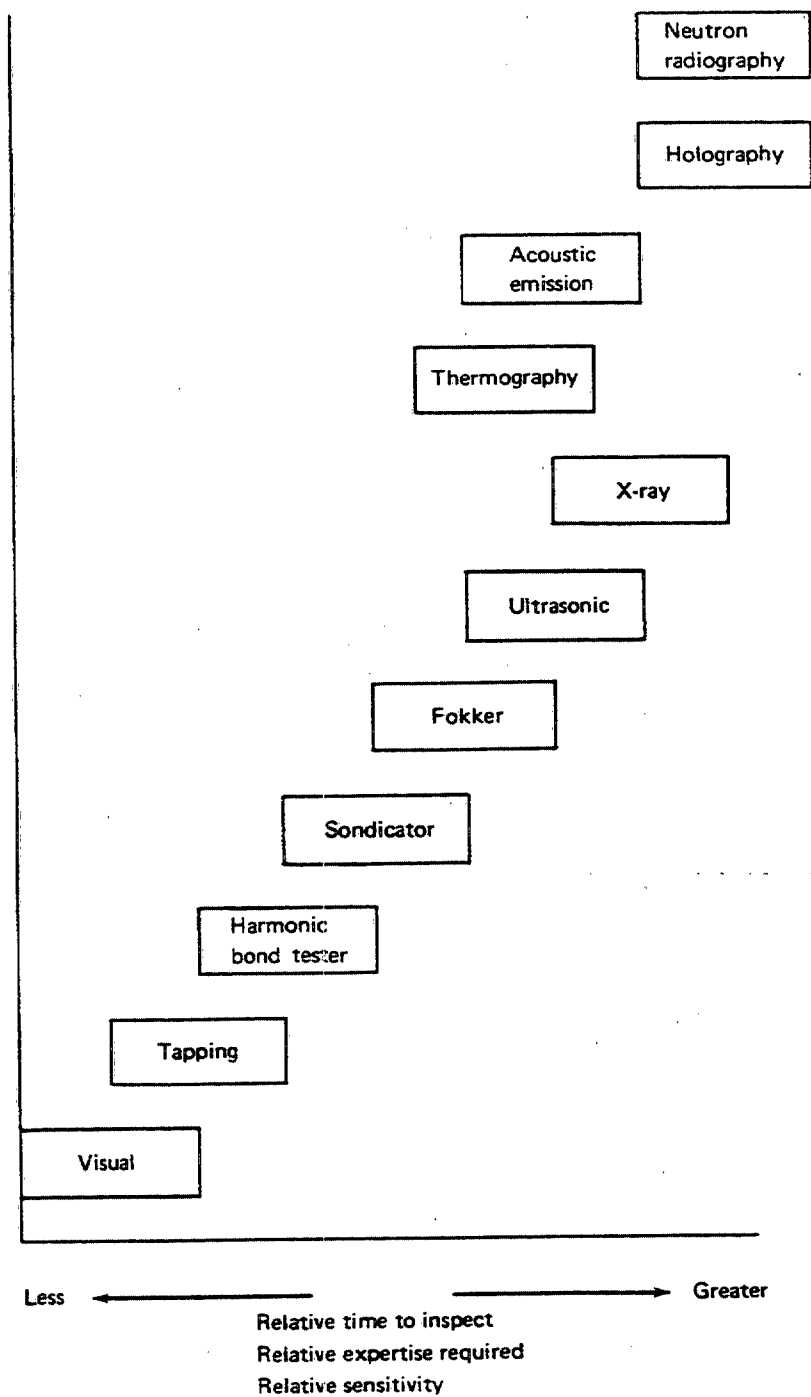 Neutron
radiography
Holography
Acoustic
emission
Thermography
X-ray
Ultrasonic
Fokker
Sondicator
Harmonic
bond tester
Tapping
Visual
Less
Greater
Relative time to inspect
Relative expertise required
Relative sensitivity